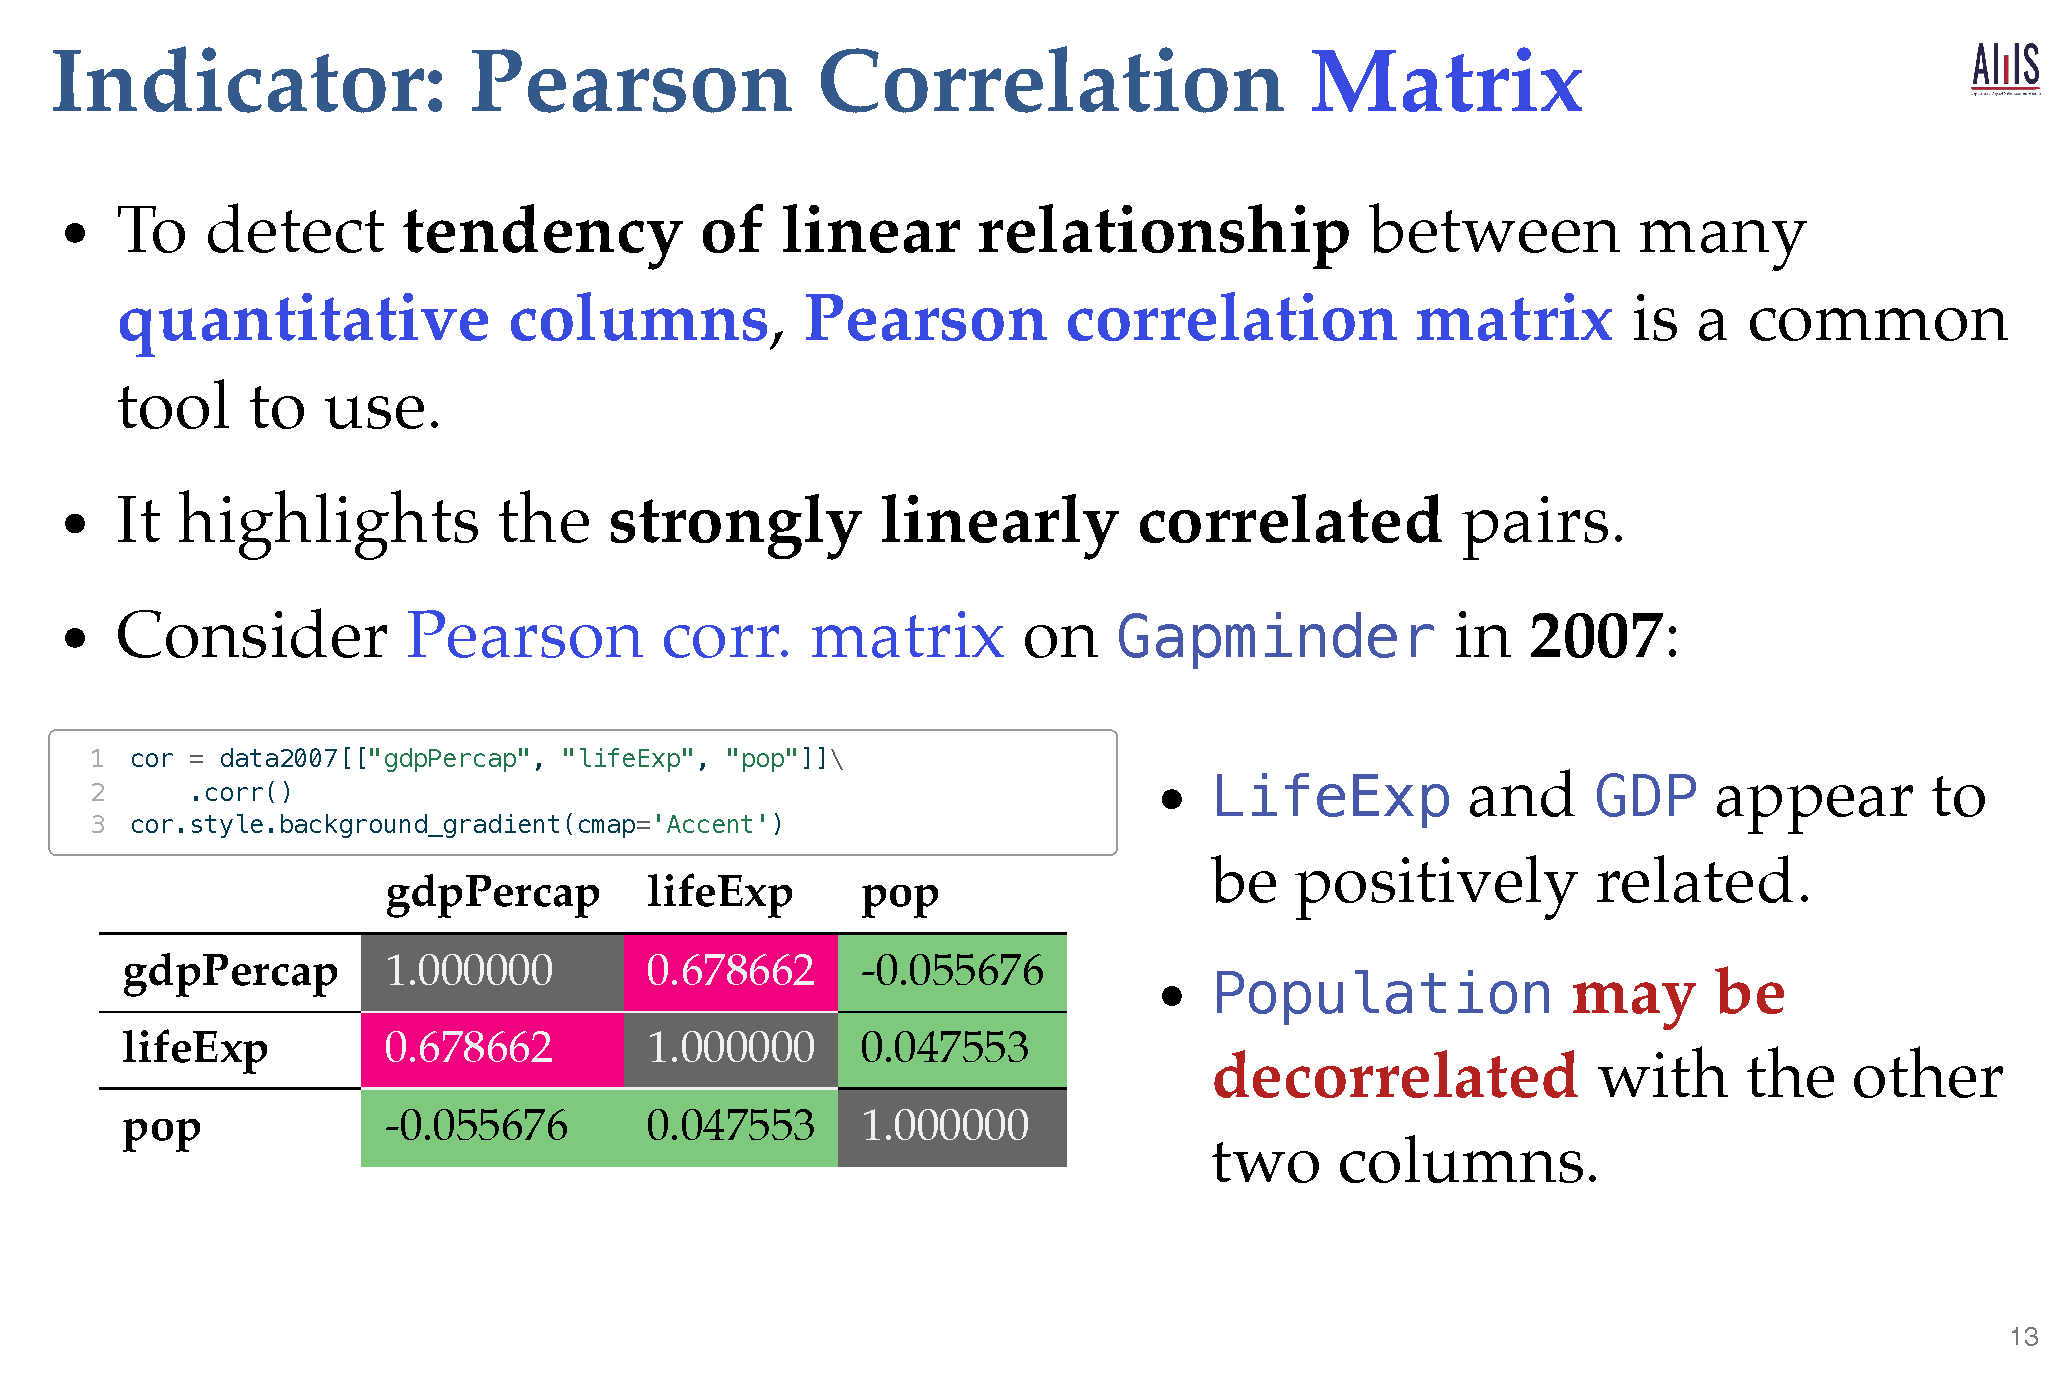 Indicator: Pearson Correlation Matrix
AMS
• To detect tendency of linear relationship between many
quantitative columns, Pearson correlation matrix is a common
tool to use.
• It highlights the strongly linearly correlated pairs.
• Consider Pearson corr. matrix on Gapminder in 2007:
1 cor = data2007[["gdpPercap", "lifeExp", "pop"]]\
2     .corr()
3 cor.style.background_gradient(cmap='Accent')
gdpPercap lifeExp pop
gdpPercap 1.000000 0.678662 -0.055676
lifeExp 0.678662 1.000000 0.047553
pop -0.055676 0.047553 1.000000
• LifeExp and GDP appear to
be positively related.
• Population may be
decorrelated with the other
two columns.
13